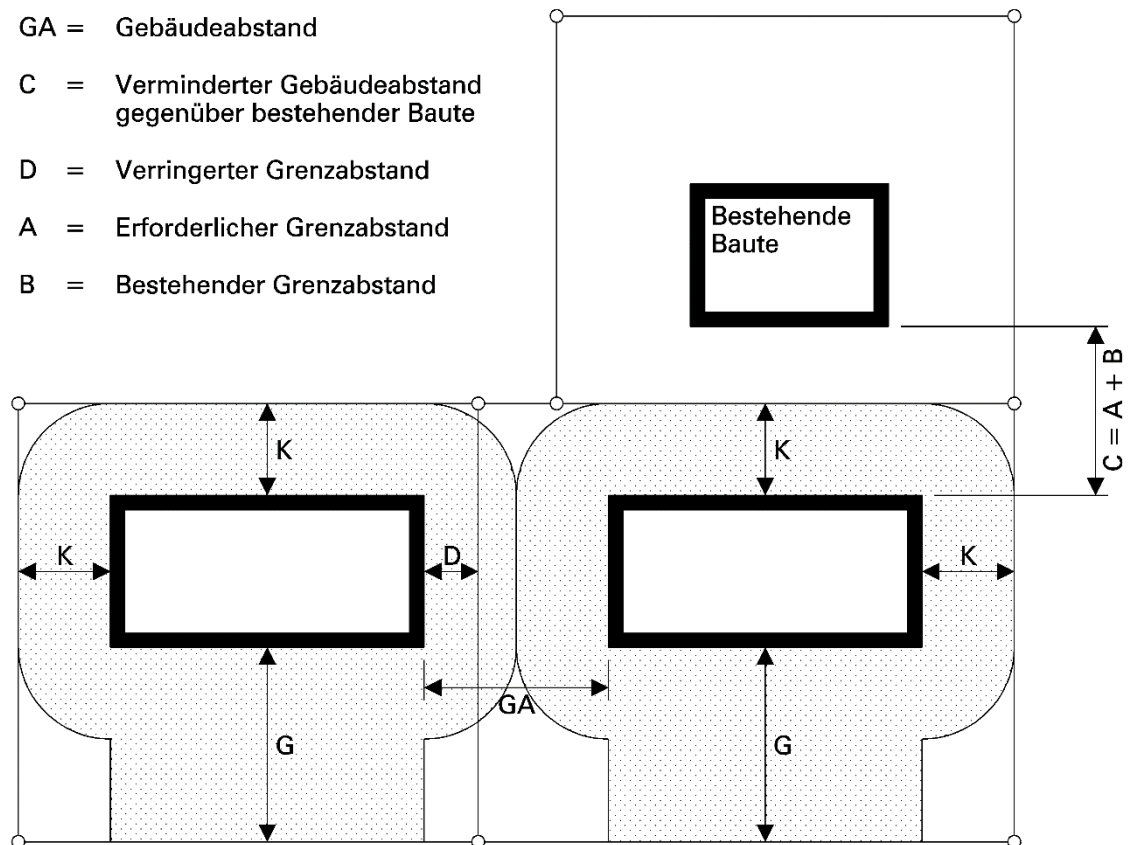 GA = Gebäudeabstand
C = Verminderter Gebäudeabstand
gegenüber bestehender Baute
D = Verringerter Grenzabstand
A = Erforderlicher Grenzabstand
B = Bestehender Grenzabstand
Bestehende
Baute
C = A + B
K
K
K
D
K
GA
G
G